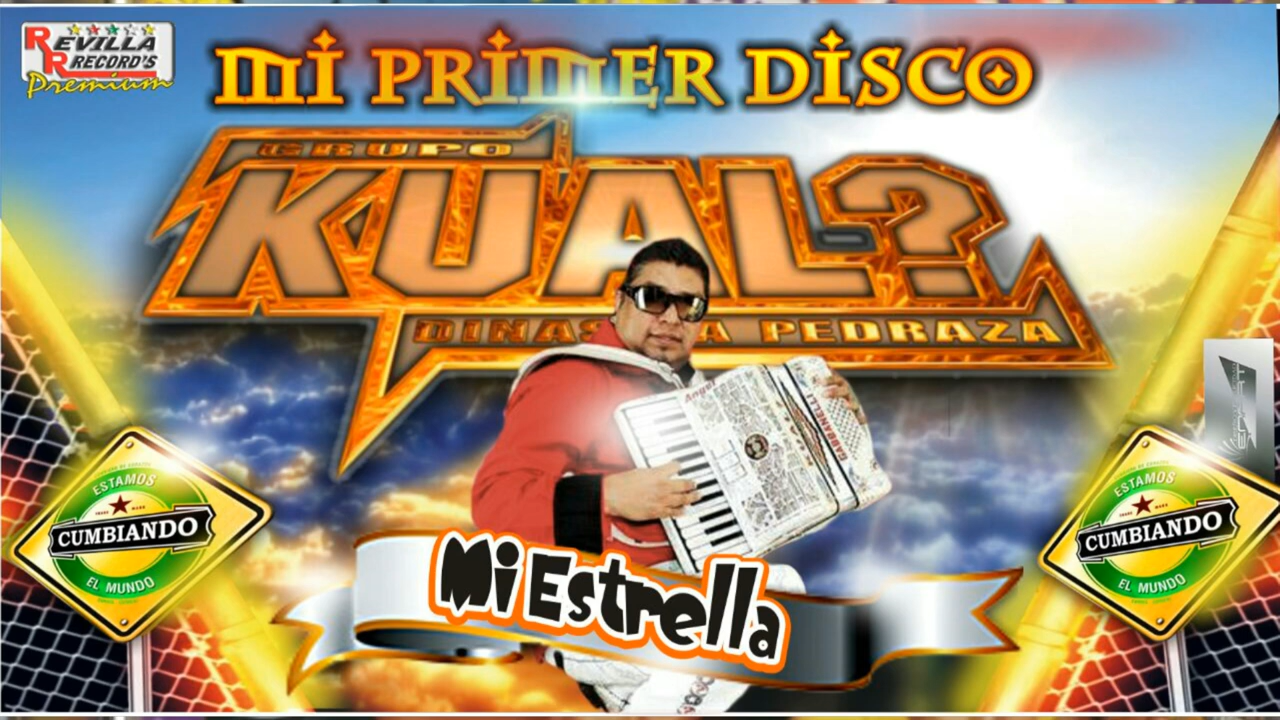 REVILLA
RECORD'S
Premium
MI PRIMER DISCO
GRUPO
KUAL?
PEDRAZA
GABBANELLI
ESTAMOS
CUMBIANDO
EL MUNDO
Mi Estrella
ESTAMOS
CUMBIANDO
EL MUNDO